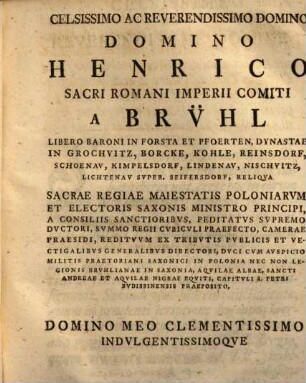 CELSISSIMO AC REVERENDISSIMO DOMINO
DOMINO
HENRICO
SACRI ROMANI IMPERII COMITI
A BRVHL
LIBERO BARONI IN FORSTA ET PFOERTEN, DYNASTAE
IN GROCHVITZ, BORCKE, KOHLE, REINSDORF,
SCHOENAV, KIMPELSDORF, LINDENAV, NISCHVITZ,
LICHTENAV SVPER. SEIFERSDORF, RELIQVA
SACRAE REGIAE MAIESTATIS POLONIARVM
ET ELECTORIS SAXONIS MINISTRO PRINCIPI,
A CONSILIIS SANCTIORIBVS, PEDITATVS SVPREMO
DVCTORI, SVMMO REGII CVBICVLI PRAEFECTO, CAMERAE
PRAESIDI, REDITVVM EX TRIBVTIS PVBLICIS ET VE-
CTIGALIBVS GENERALIBVS DIRECTORI, DVCI CVM AVSPICIO
MILITIS PRAETORIANI SAXONICI IN POLONIA NEC NON LE-
GIONIS BRVHLIANAE IN SAXONIA, AQVILAE ALBAE, SANCTI
ANDREAE ET AQVILAE NIGRAE EQVITI, CAPITVLI S. PETRI
BVDISSINENSIS PRAEPOSITO,
DOMINO MEO CLEMENTISSIMO
INDVLGENTISSIMOQVE